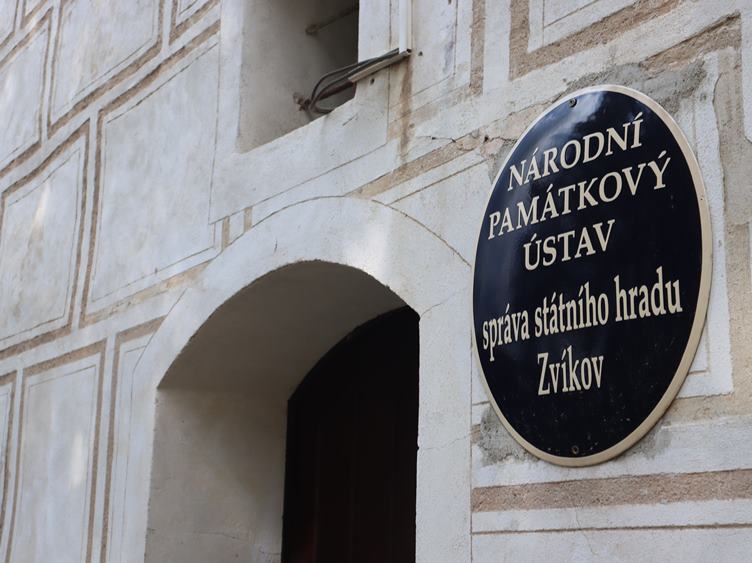 NÁRODNÍ
PAMÁTKOVÝ
ÚSTAV
správa státního hradu
Zvíkov